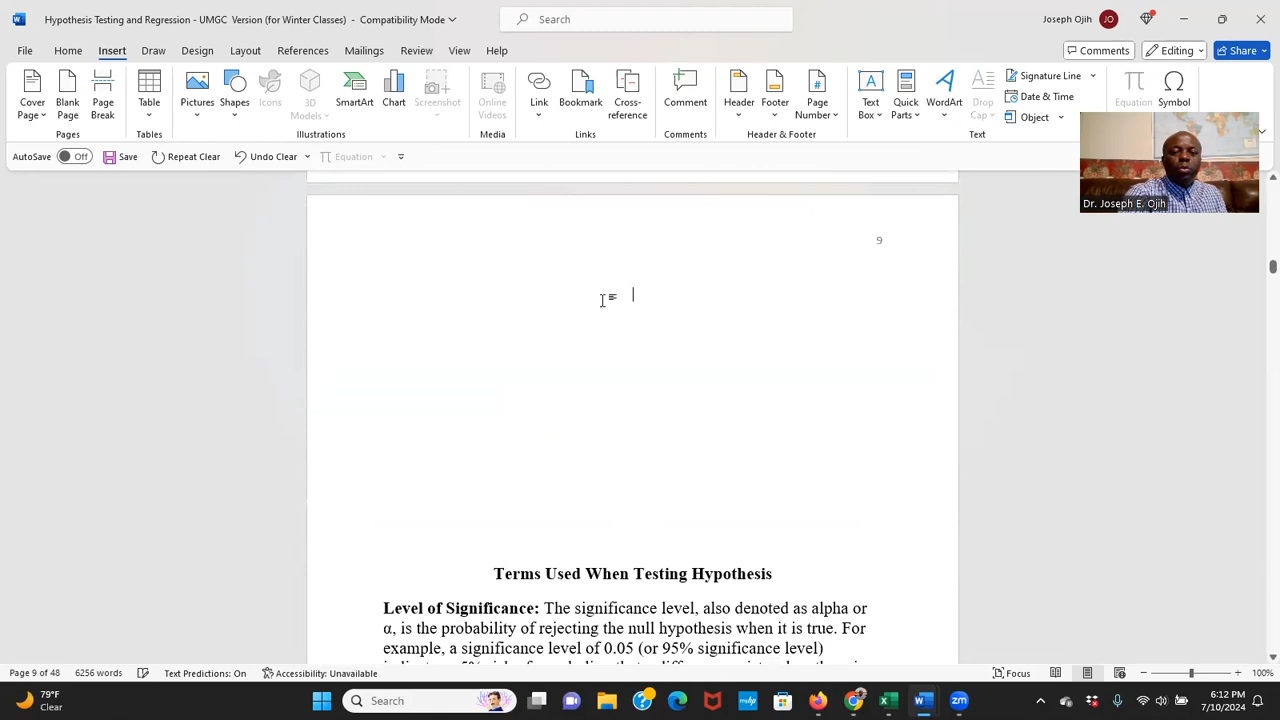 Hypothesis Testing and Regression - UMGC Version (for Winter Classes) - Compatibility Mode
Search
Joseph Ojih
JO
File Home Insert Draw Design Layout References Mailings Review View Help
Comments
Editing
Share
Cover Page
Blank Page
Page Break
Table
Pictures
Shapes
Icons
3D Models
SmartArt
Chart
Screenshot
Online Videos
Link
Bookmark
Cross-reference
Comment
Header
Footer
Page Number
Text Box
Quick Parts
WordArt
Drop Cap
Signature Line
Date & Time
Object
Equation
Symbol
Pages
Tables
Illustrations
Media
Links
Comments
Header & Footer
Text
AutoSave Off Save Repeat Clear Undo Clear Equation
Dr. Joseph E. Ojih
9
Terms Used When Testing Hypothesis
Level of Significance: The significance level, also denoted as alpha or
α, is the probability of rejecting the null hypothesis when it is true. For
example, a significance level of 0.05 (or 95% significance level)
Page 9 of 48 6256 words Text Predictions: On Accessibility: Unavailable Focus 100%
79°F
Clear
Search
6:12 PM
7/10/2024